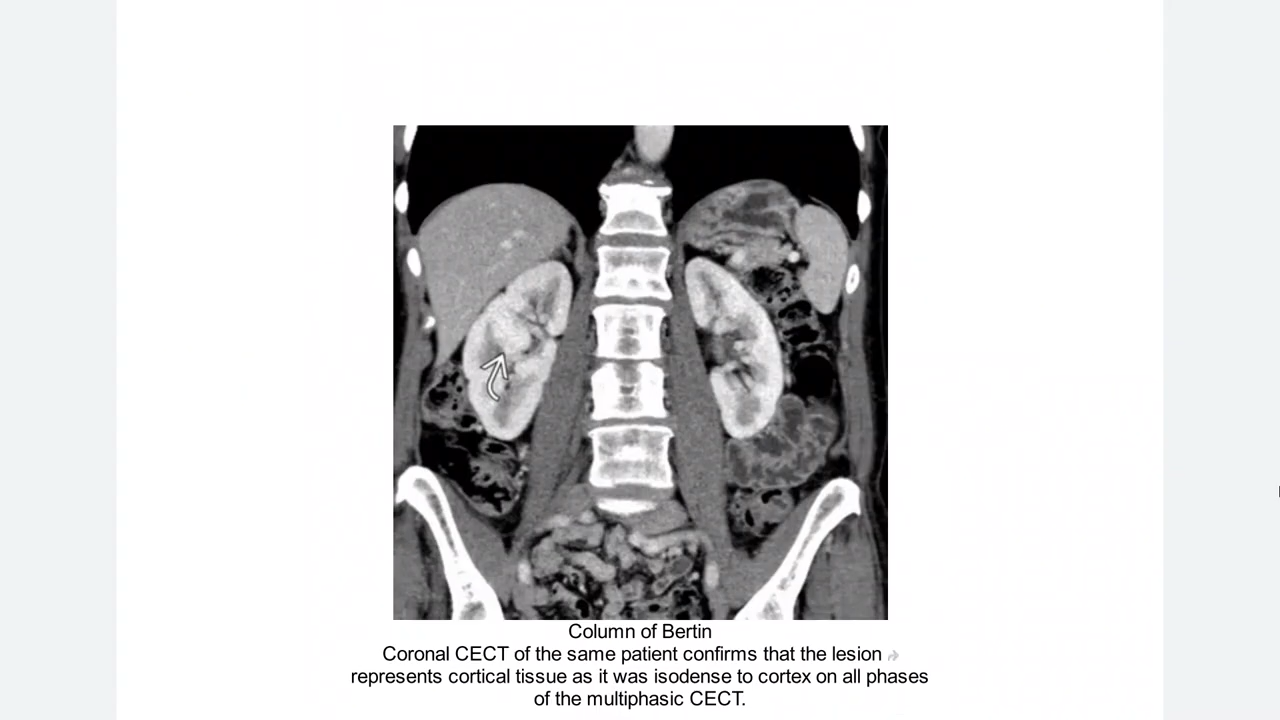 Column of Bertin
Coronal CECT of the same patient confirms that the lesion
represents cortical tissue as it was isodense to cortex on all phases
of the multiphasic CECT.